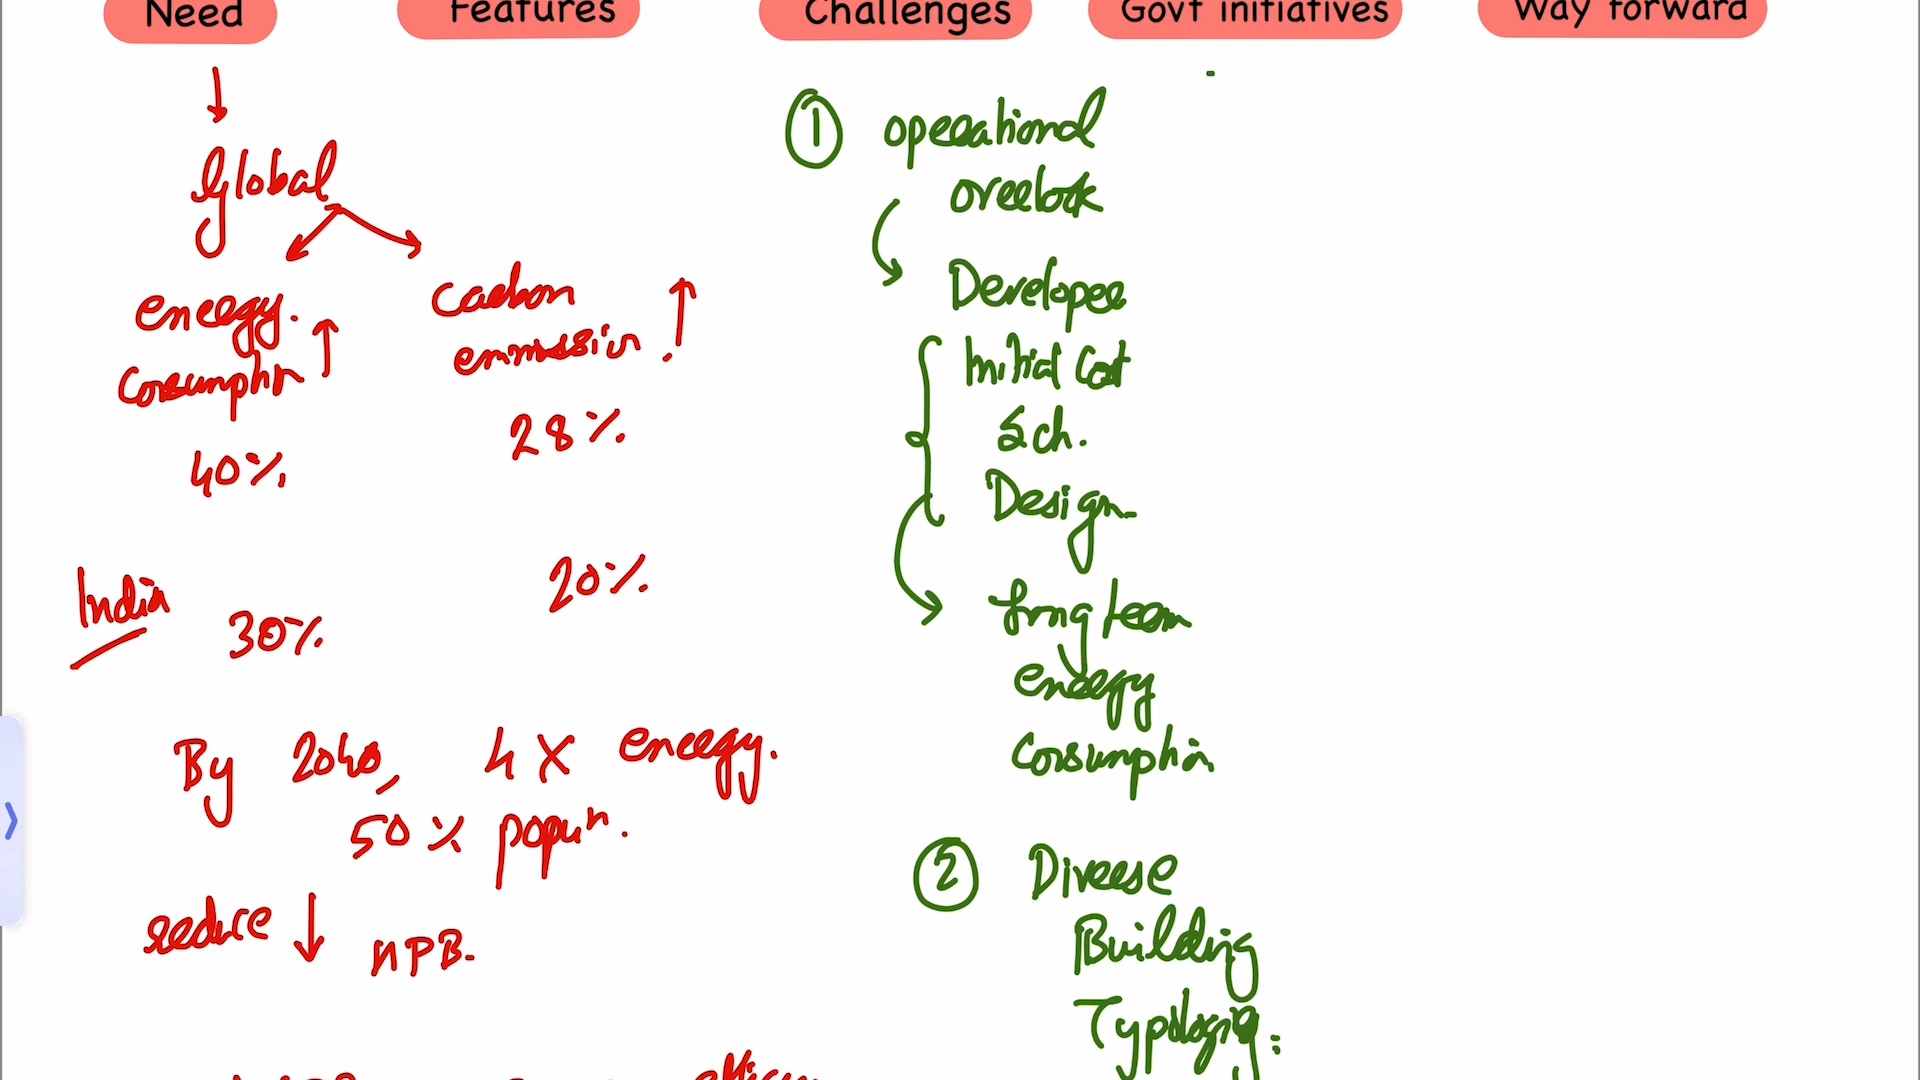 Need
Features
Challenges
Govt initiatives
Way forward
Global
energy.
Consumption
40%
Carbon
emmission.
28%
India
30%
20%
By 2040, 4X energy.
50% popun.
reduce ↓ NPB.
① operational
overlook
Developer
Initial Cost
Sch.
Design
Long term
energy
Consumption
② Diverse
Building